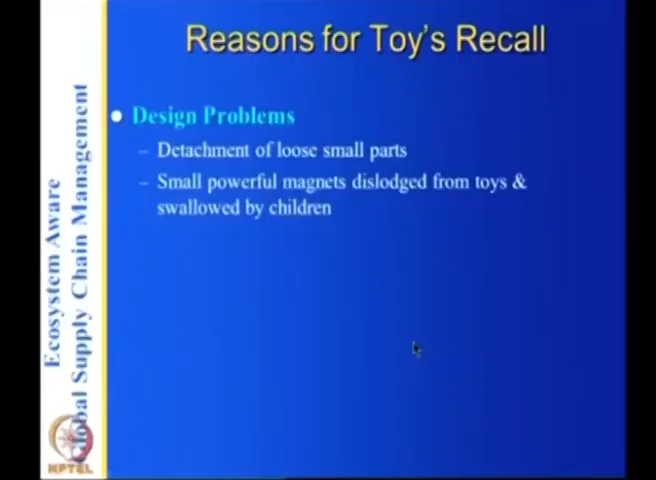 Reasons for Toy's Recall
Design Problems
– Detachment of loose small parts
– Small powerful magnets dislodged from toys &
swallowed by children
Ecosystem Aware
Global Supply Chain Management
NPTEL